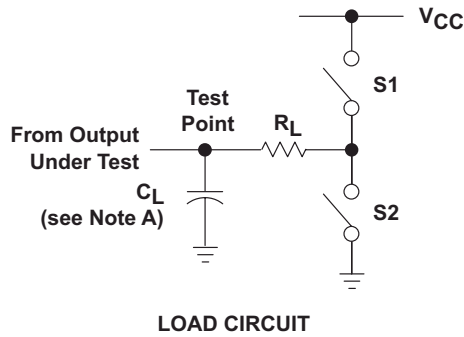 VCC
S1
Test
Point
RL
From Output
Under Test
CL
(see Note A)
S2
LOAD CIRCUIT